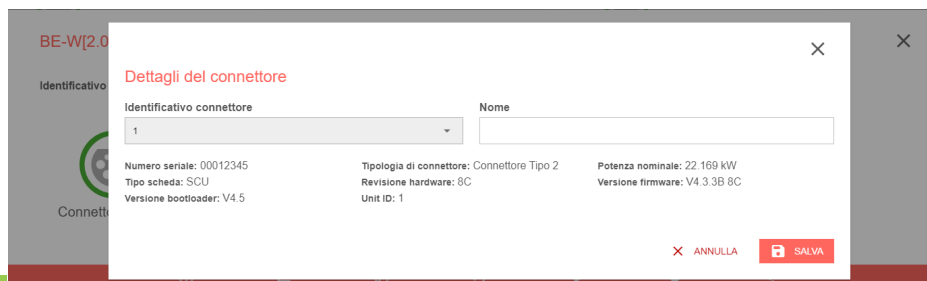 BE-W[2.0
Identificativo
Connett
Dettagli del connettore
Identificativo connettore Nome
1
Numero seriale: 00012345 Tipologia di connettore: Connettore Tipo 2 Potenza nominale: 22.169 kW
Tipo scheda: SCU Revisione hardware: 8C Versione firmware: V4.3.3B 8C
Versione bootloader: V4.5 Unit ID: 1
ANNULLA SALVA